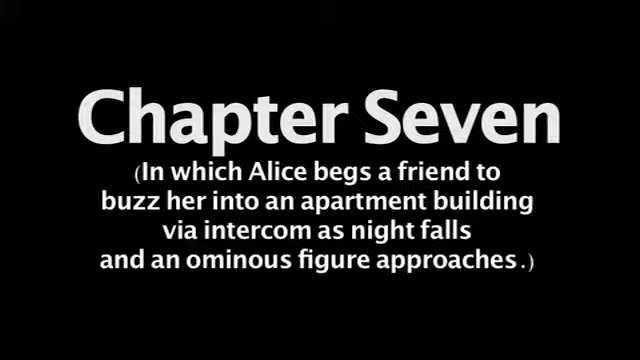 Chapter Seven
(In which Alice begs a friend to
buzz her into an apartment building
via intercom as night falls
and an ominous figure approaches.)